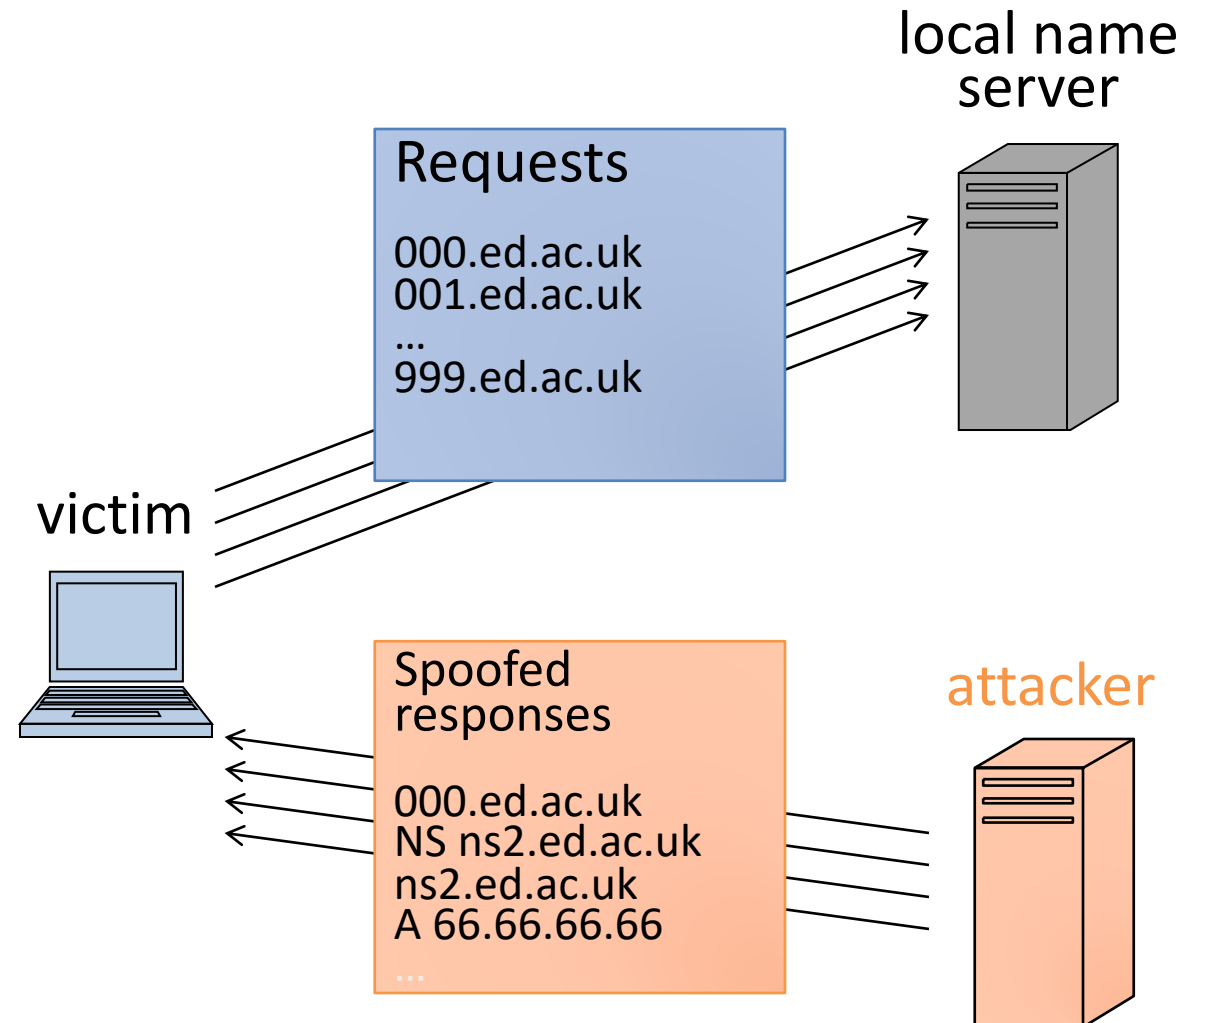 local name
server
Requests
000.ed.ac.uk
001.ed.ac.uk
...
999.ed.ac.uk
victim
Spoofed
responses
000.ed.ac.uk
NS ns2.ed.ac.uk
ns2.ed.ac.uk
A 66.66.66.66
...
attacker